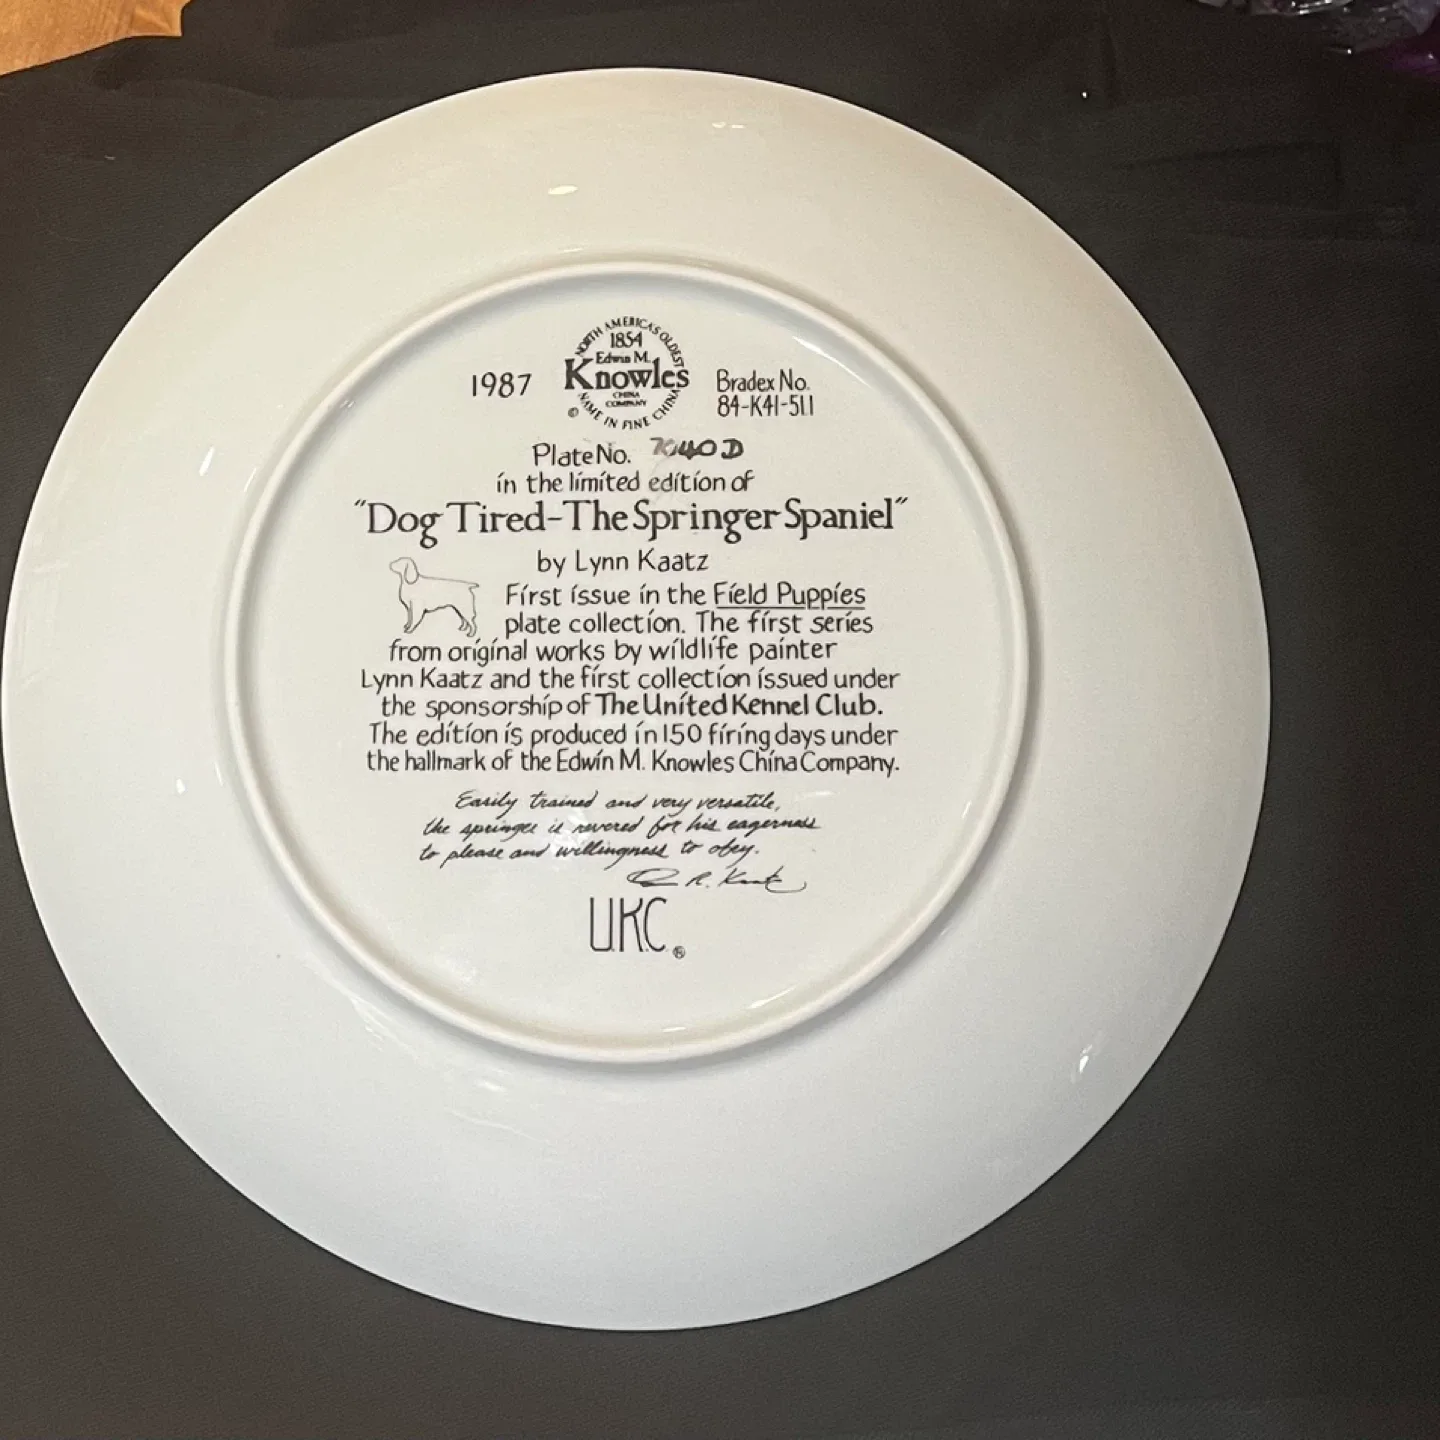 NORTH AMERICA'S OLDEST
1854
Edwin M.
Knowles
CHINA
COMPANY
NAME IN FINE CHINA
©
1987
Bradex No.
84-K41-511
Plate No. 7040D
in the limited edition of
"Dog Tired-The Springer Spaniel"
by Lynn Kaatz
First issue in the Field Puppies
plate collection. The first series
from original works by wildlife painter
Lynn Kaatz and the first collection issued under
the sponsorship of The United Kennel Club.
The edition is produced in 150 firing days under
the hallmark of the Edwin M. Knowles China Company.
Easily trained and very versatile,
the springer is revered for his eagerness
to please and willingness to obey.
R. Kaatz
U.K.C.®